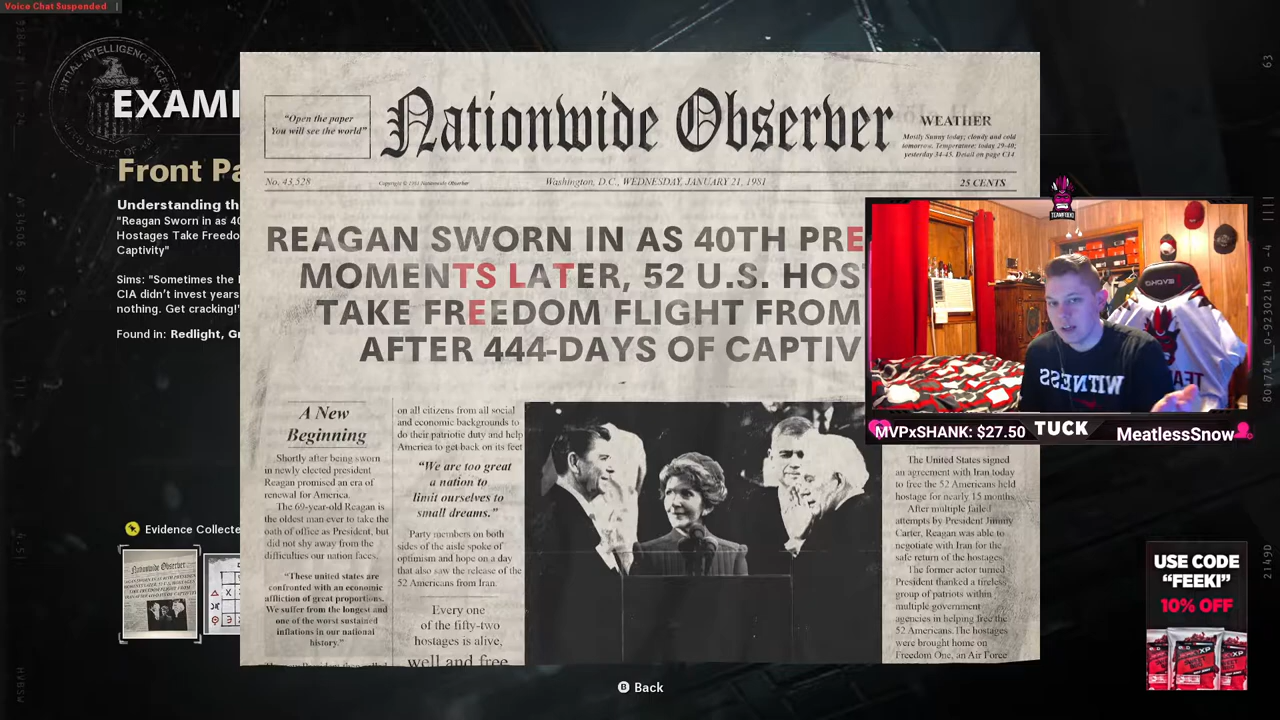 Voice Chat Suspended
EXAMI
Front Pa
Understanding th
"Reagan Sworn in as 40
Hostages Take Freedo
Captivity"
Sims: "Sometimes the
CIA didn't invest years
nothing. Get cracking!"
Found in: Redlight, Gr
Evidence Collecte
"Open the paper
You will see the world"
Nationwide Observer
WEATHER
Mostly Sunny today; cloudy and cold
tomorrow. Temperature: today 29-40;
yesterday 34-45. Detail on page C14
No. 43,528
Copyright © 1981 Nationwide Observer
Washington, D.C., WEDNESDAY, JANUARY 21, 1981
25 CENTS
REAGAN SWORN IN AS 40TH PRE
MOMENTS LATER, 52 U.S. HOS
TAKE FREEDOM FLIGHT FROM
AFTER 444-DAYS OF CAPTIV
A New
Beginning
Shortly after being sworn
in newly elected president
Reagan promised an era of
renewal for America.
The 69-year-old Reagan is
the oldest man ever to take the
oath of office as President, but
did not shy away from the
difficulties our nation faces.
"These united states are
confronted with an economic
affliction of great proportions.
We suffer from the longest and
one of the worst sustained
inflations in our national
history."
on all citizens from all social
and economic backgrounds to
do their patriotic duty and help
America to get back on its feet
"We are too great
a nation to
limit ourselves to
small dreams."
Party members on both
sides of the aisle spoke of
optimism and hope on a day
that also saw the release of the
52 Americans from Iran.
Every one
of the fifty-two
hostages is alive,
well and free
The United States signed
an agreement with Iran today
to free the 52 Americans held
hostage for nearly 15 months.
After multiple failed
attempts by President Jimmy
Carter, Reagan was able to
negotiate with Iran for the
safe return of the hostages.
The former actor turned
President thanked a tireless
group of patriots within
multiple government
agencies in helping free the
52 Americans. The hostages
were brought home on
Freedom One, an Air Force
WITNESS
MVPxSHANK: $27.50
TUCK
MeatlessSnow
USE CODE
"FEEKI"
10% OFF
B Back